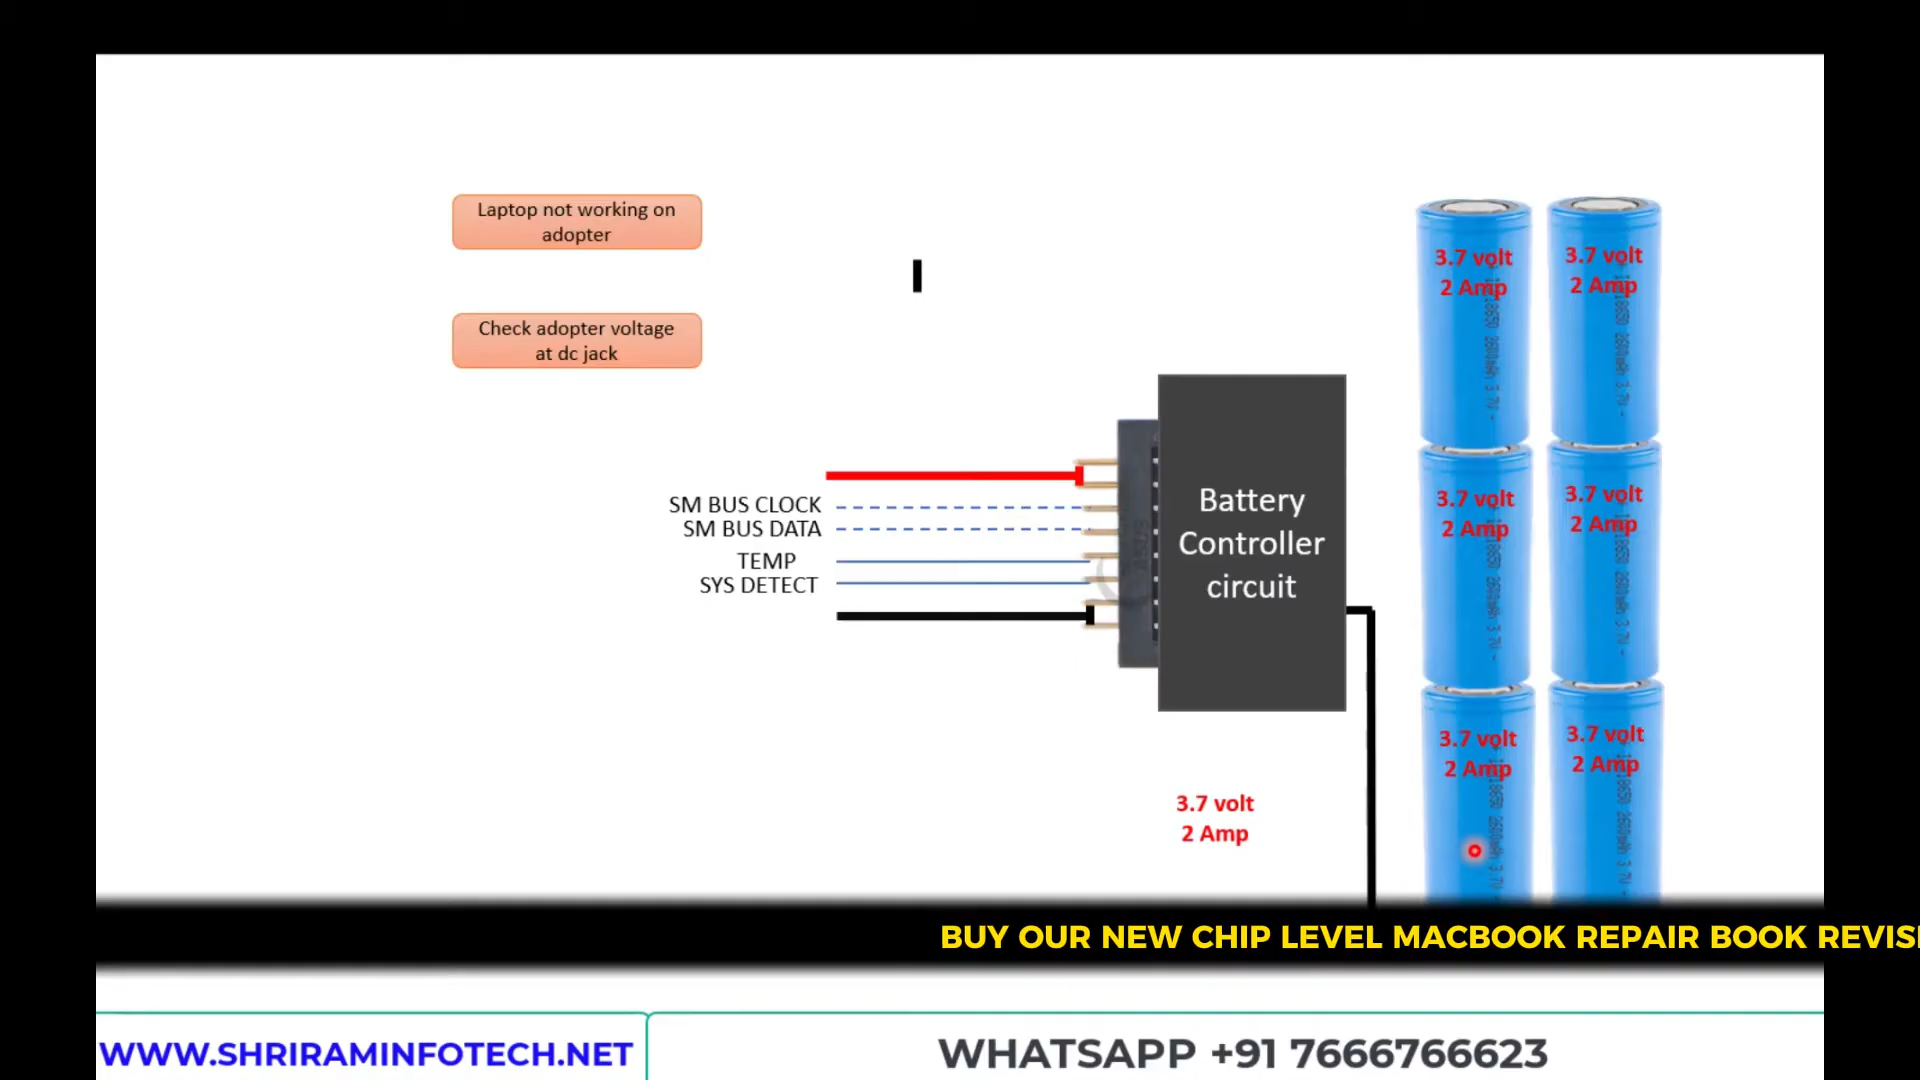 Laptop not working on
adopter
Check adopter voltage
at dc jack
SM BUS CLOCK
SM BUS DATA
TEMP
SYS DETECT
Battery
Controller
circuit
3.7 volt
2 Amp
3.7 volt
2 Amp
3.7 volt
2 Amp
3.7 volt
2 Amp
3.7 volt
2 Amp
3.7 volt
2 Amp
3.7 volt
2 Amp
BUY OUR NEW CHIP LEVEL MACBOOK REPAIR BOOK REVIS
WWW.SHRIRAMINFOTECH.NET
WHATSAPP +91 7666766623